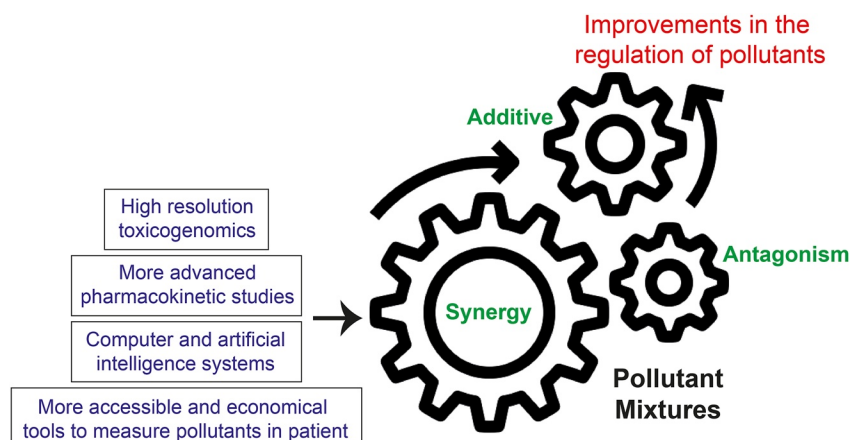 Improvements in the
regulation of pollutants
Additive
High resolution
toxicogenomics
More advanced
pharmacokinetic studies
Antagonism
Synergy
Computer and artificial
intelligence systems
Pollutant
Mixtures
More accessible and economical
tools to measure pollutants in patient